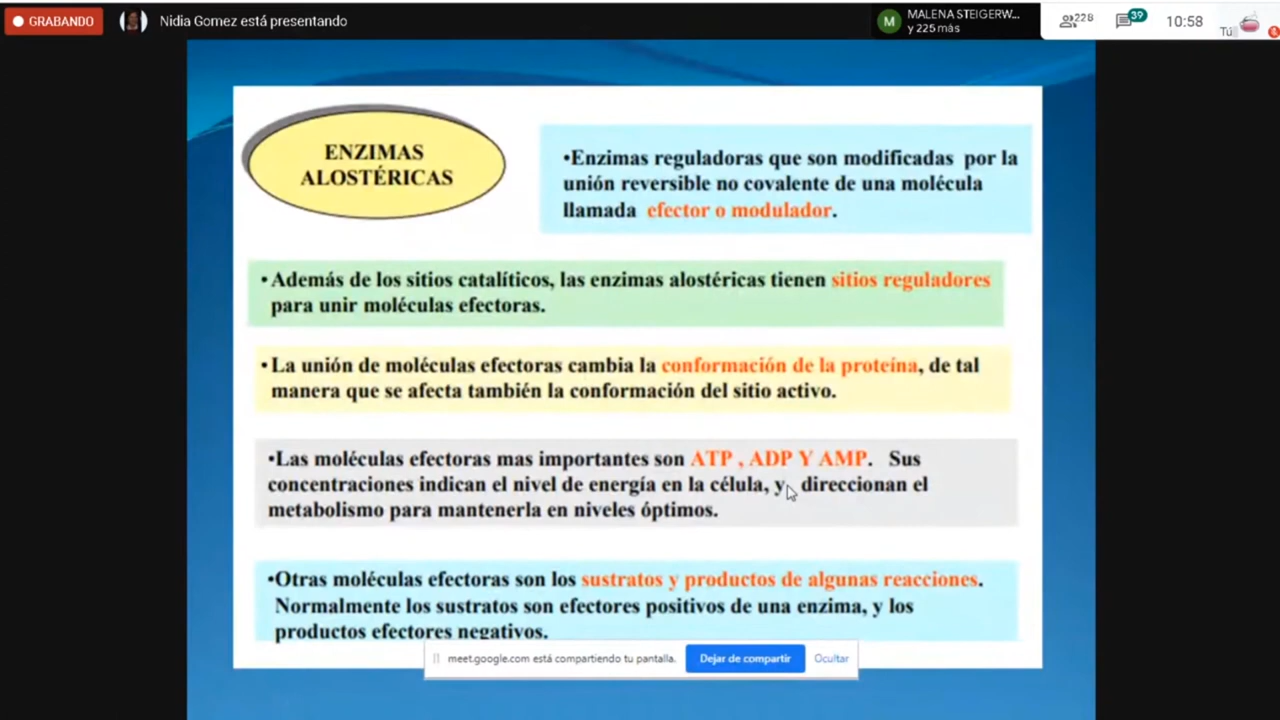 GRABANDO
Nidia Gomez está presentando
M
MALENA STEIGERW...
y 225 más
228
39
10:58
Tú
ENZIMAS
ALOSTÉRICAS
•Enzimas reguladoras que son modificadas por la
unión reversible no covalente de una molécula
llamada efector o modulador.
• Además de los sitios catalíticos, las enzimas alostéricas tienen sitios reguladores
para unir moléculas efectoras.
• La unión de moléculas efectoras cambia la conformación de la proteína, de tal
manera que se afecta también la conformación del sitio activo.
•Las moléculas efectoras mas importantes son ATP , ADP Y AMP. Sus
concentraciones indican el nivel de energía en la célula, y direccionan el
metabolismo para mantenerla en niveles óptimos.
•Otras moléculas efectoras son los sustratos y productos de algunas reacciones.
Normalmente los sustratos son efectores positivos de una enzima, y los
productos efectores negativos.
meet.google.com está compartiendo tu pantalla.
Dejar de compartir
Ocultar